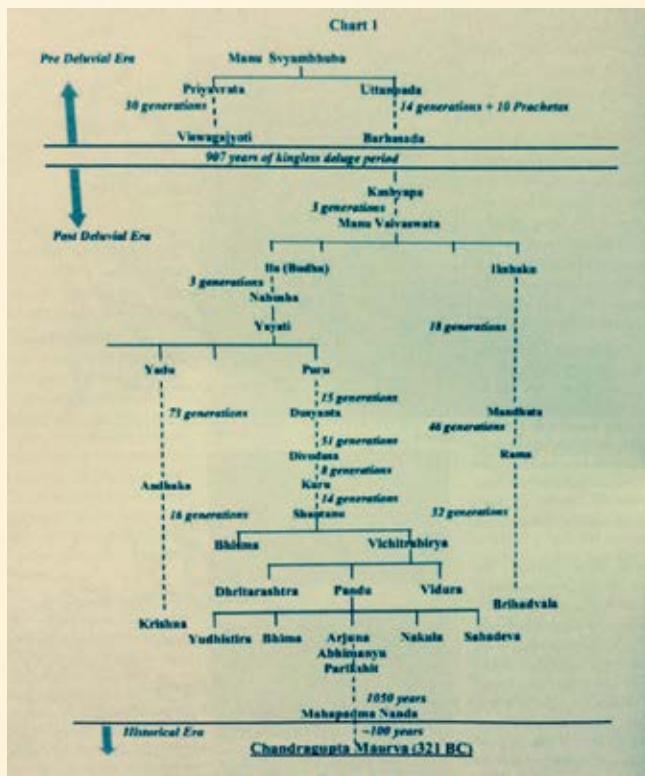 Chart 1
Pre Deluvial Era
Manu Svyambhuba
Priyavrata Uttanpada
30 generations 14 generations + 10 Prachetas
Viswagajyoti Barhasada
907 years of kingless deluge period
Kashyapa
3 generations
Post Deluvial Era Manu Vaivaswata
Ila (Budha) Ikshaku
3 generations
Nahusha
Yayati 18 generations
Yadu Puru
15 generations
73 generations Dusyanta Mandhata
51 generations 46 generations
Divodasa Rama
8 generations
Andhaka Kuru
14 generations
16 generations Shantanu 32 generations
Bhisma Vichitrabirya
Dhritarashtra Pandu Vidura
Brihadvala
Krishna
Yudhistira Bhima Arjuna Nakula Sahadeva
Abhimanyu
Parikshit
1050 years
Mahapadma Nanda
Historical Era ~100 years
Chandragupta Maurya (321 BC)